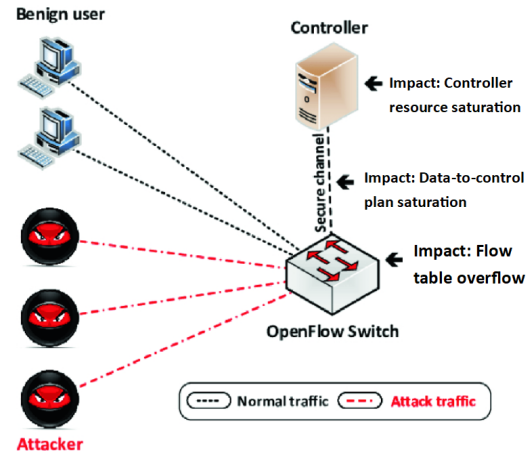 Benign user
Controller
Impact: Controller
resource saturation
Secure channel
Impact: Data-to-control
plan saturation
Impact: Flow
table overflow
OpenFlow Switch
Normal traffic
Attack traffic
Attacker